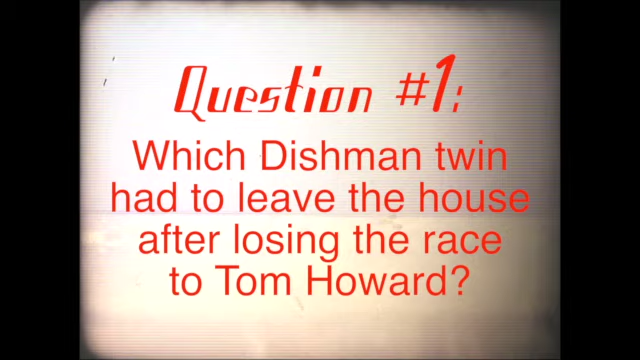 Question #1:
Which Dishman twin
had to leave the house
after losing the race
to Tom Howard?